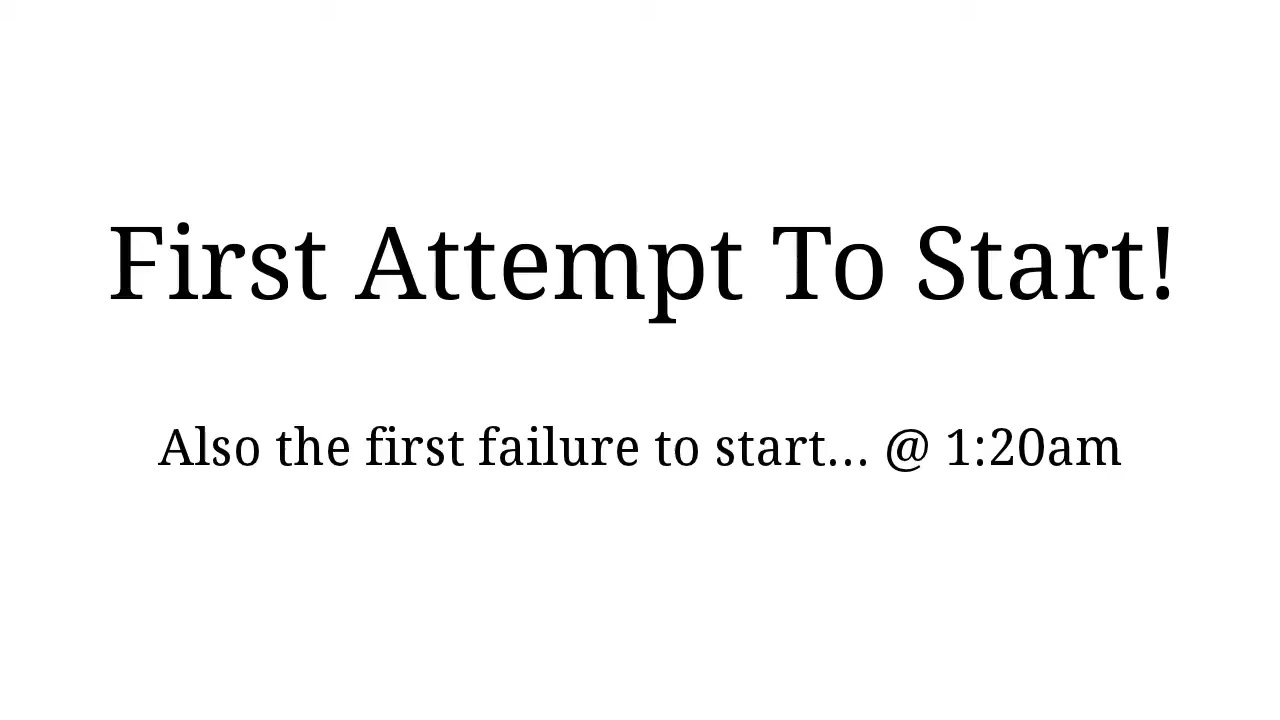 First Attempt To Start!
Also the first failure to start... @ 1:20am